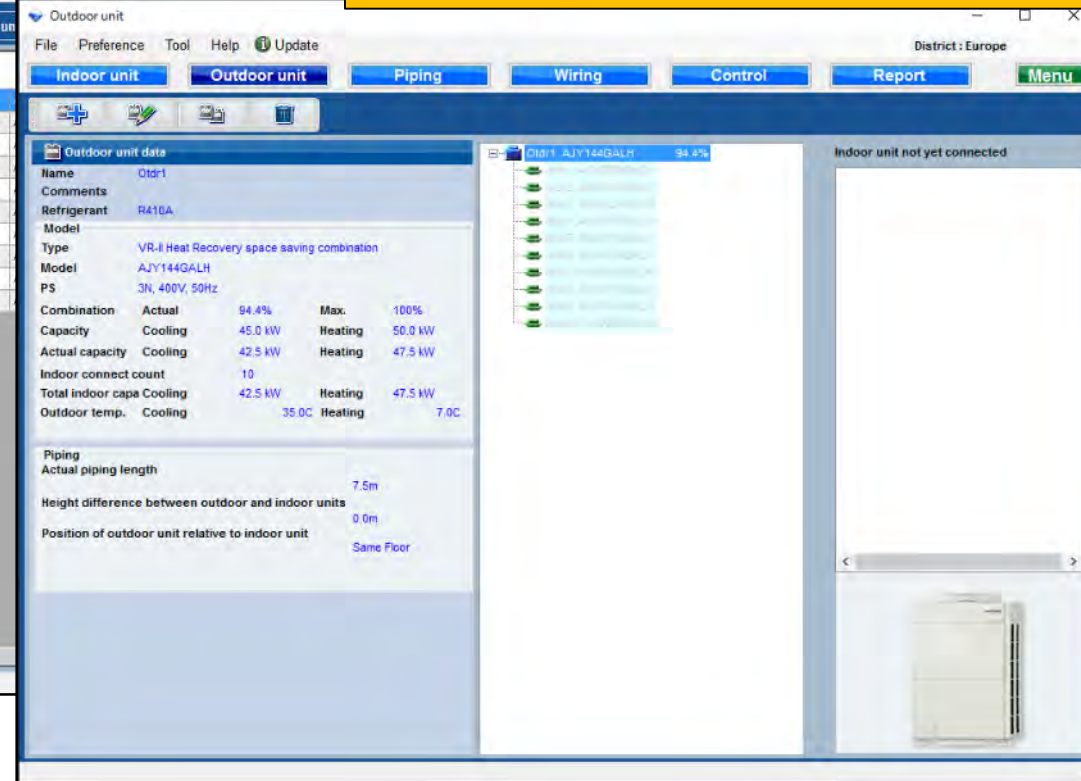 un
Outdoor unit
File Preference Tool Help Update
District : Europe
Indoor unit Outdoor unit Piping Wiring Control Report Menu
Outdoor unit data
Name Otdr1
Comments
Refrigerant R410A
Model
Type VR-II Heat Recovery space saving combination
Model AJY144GALH
PS 3N, 400V, 50Hz
Combination Actual 94.4% Max. 100%
Capacity Cooling 45.0 kW Heating 50.0 kW
Actual capacity Cooling 42.5 kW Heating 47.5 kW
Indoor connect count 10
Total indoor capa Cooling 42.5 kW Heating 47.5 kW
Outdoor temp. Cooling 35.0C Heating 7.0C
Piping
Actual piping length
7.5m
Height difference between outdoor and indoor units
0.0m
Position of outdoor unit relative to indoor unit
Same Floor
Otdr1 AJY144GALH 94.4%
Indoor unit not yet connected